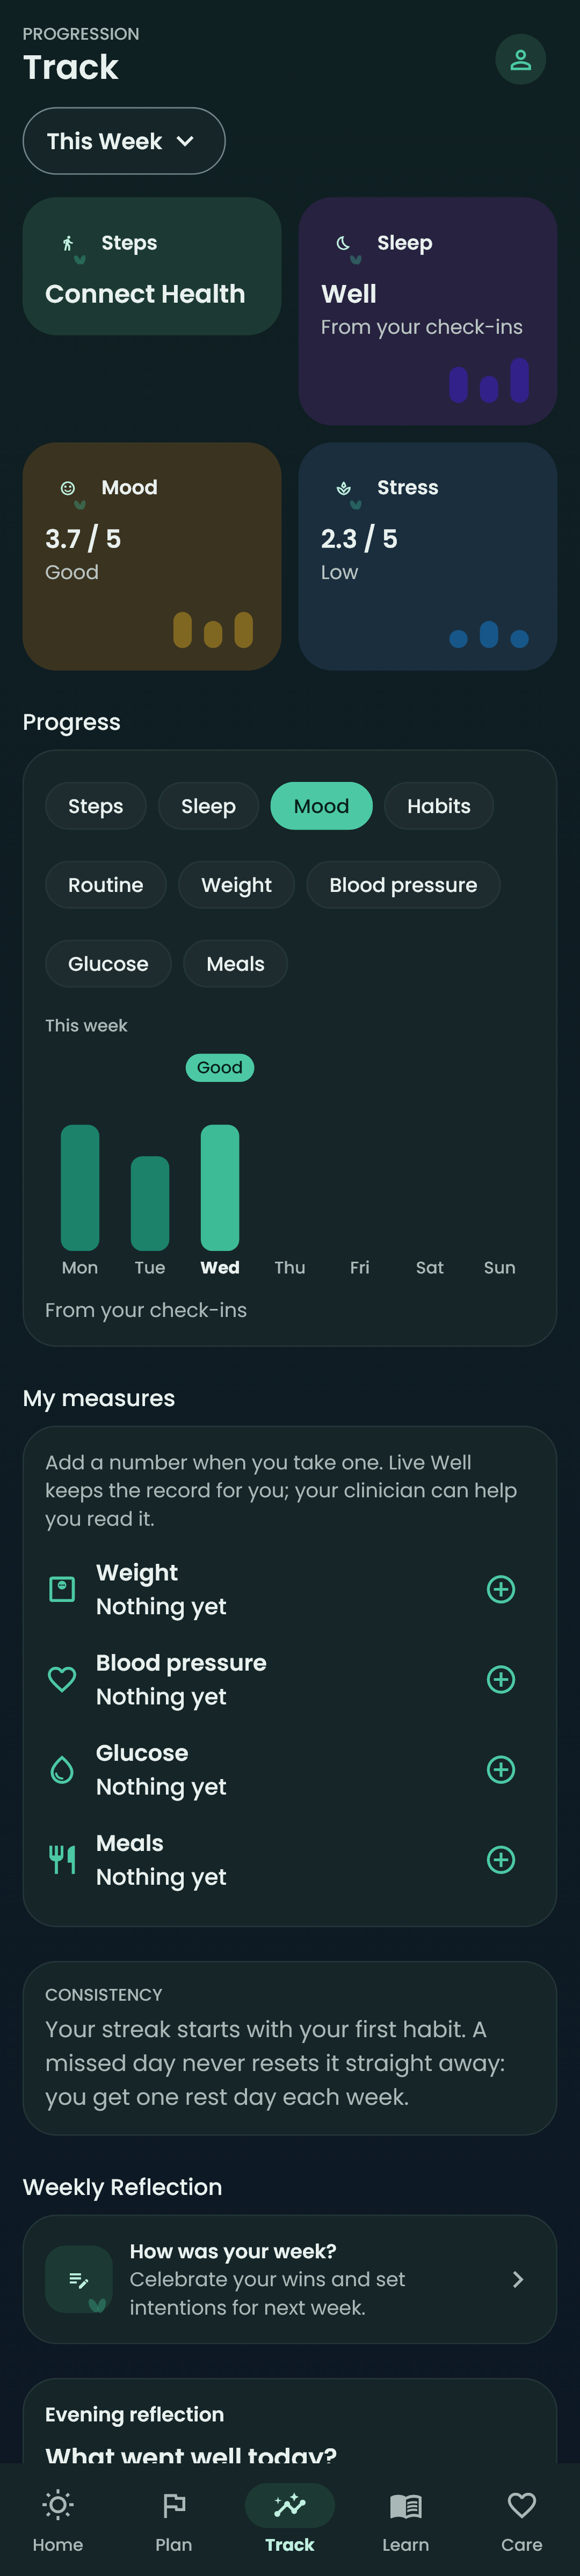 PROGRESSION
Track
This Week
Steps
Connect Health
Sleep
Well
From your check-ins
Mood
3.7 / 5
Good
Stress
2.3 / 5
Low
Progress
Steps
Sleep
Mood
Habits
Routine
Weight
Blood pressure
Glucose
Meals
This week
Good
Mon
Tue
Wed
Thu
Fri
Sat
Sun
From your check-ins
My measures
Add a number when you take one. Live Well
keeps the record for you; your clinician can help
you read it.
Weight
Nothing yet
Blood pressure
Nothing yet
Glucose
Nothing yet
Meals
Nothing yet
CONSISTENCY
Your streak starts with your first habit. A
missed day never resets it straight away:
you get one rest day each week.
Weekly Reflection
How was your week?
Celebrate your wins and set
intentions for next week.
Evening reflection
What went well today?
Home
Plan
Track
Learn
Care